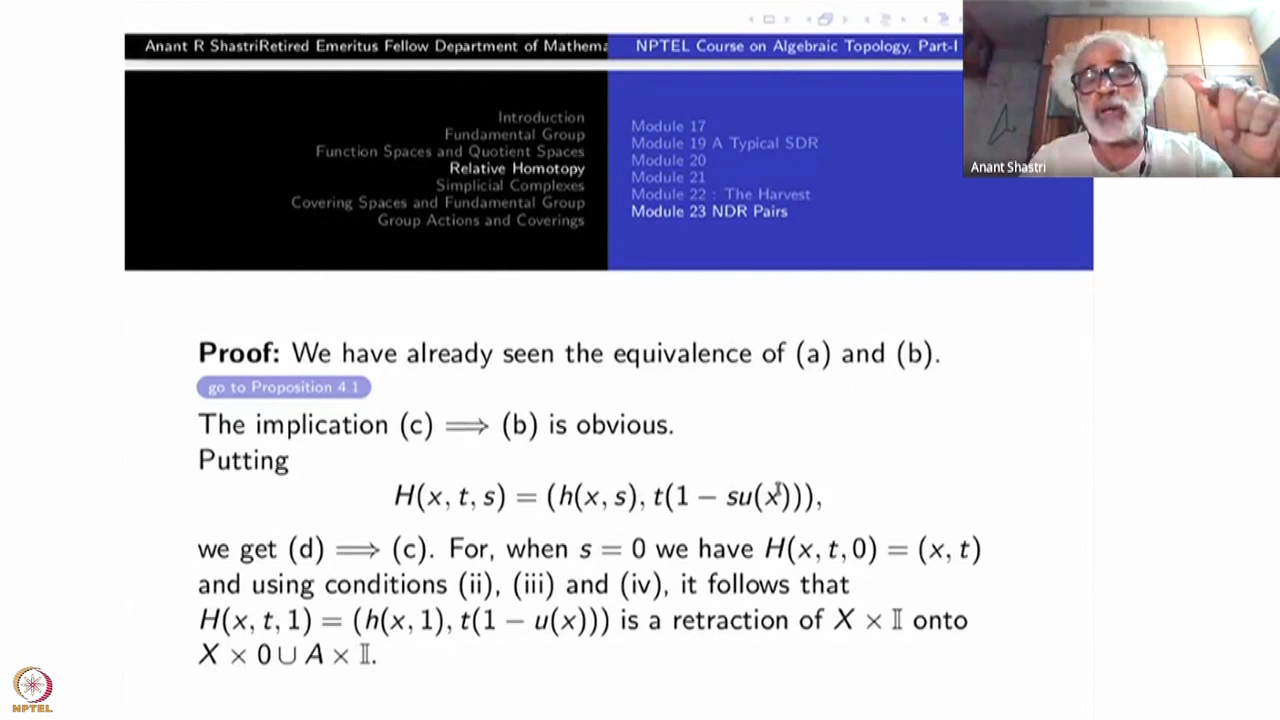 Anant R ShastriRetired Emeritus Fellow Department of Mathema
NPTEL Course on Algebraic Topology, Part-I
Introduction
Fundamental Group
Function Spaces and Quotient Spaces
Relative Homotopy
Simplicial Complexes
Covering Spaces and Fundamental Group
Group Actions and Coverings
Module 17
Module 19 A Typical SDR
Module 20
Module 21
Module 22 : The Harvest
Module 23 NDR Pairs
Anant Shastri
Proof: We have already seen the equivalence of (a) and (b).
go to Proposition 4.1
The implication (c) ⟹ (b) is obvious.
Putting
H(x, t, s) = (h(x, s), t(1 − su(x))),
we get (d) ⟹ (c). For, when s = 0 we have H(x, t, 0) = (x, t)
and using conditions (ii), (iii) and (iv), it follows that
H(x, t, 1) = (h(x, 1), t(1 − u(x))) is a retraction of X × 𝕀 onto
X × 0 ∪ A × 𝕀.
NPTEL